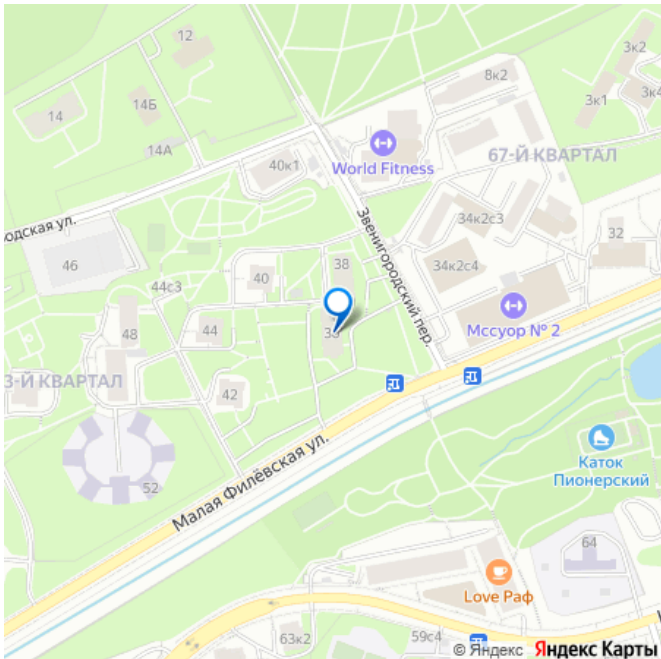 12
3к2
8к2
14
14Б
3к1
3к4
World Fitness
14А
67-Й КВАРТАЛ
40к1
34к2с3
Звенигородский пер.
одская ул.
32
46
38
34к2с4
40
44с3
Мссуор № 2
48
44
3-Й КВАРТАЛ
42
Малая Филёвская ул.
52
Каток
Пионерский
64
Love Раф
63к2
59с4
© Яндекс Яндекс Карты